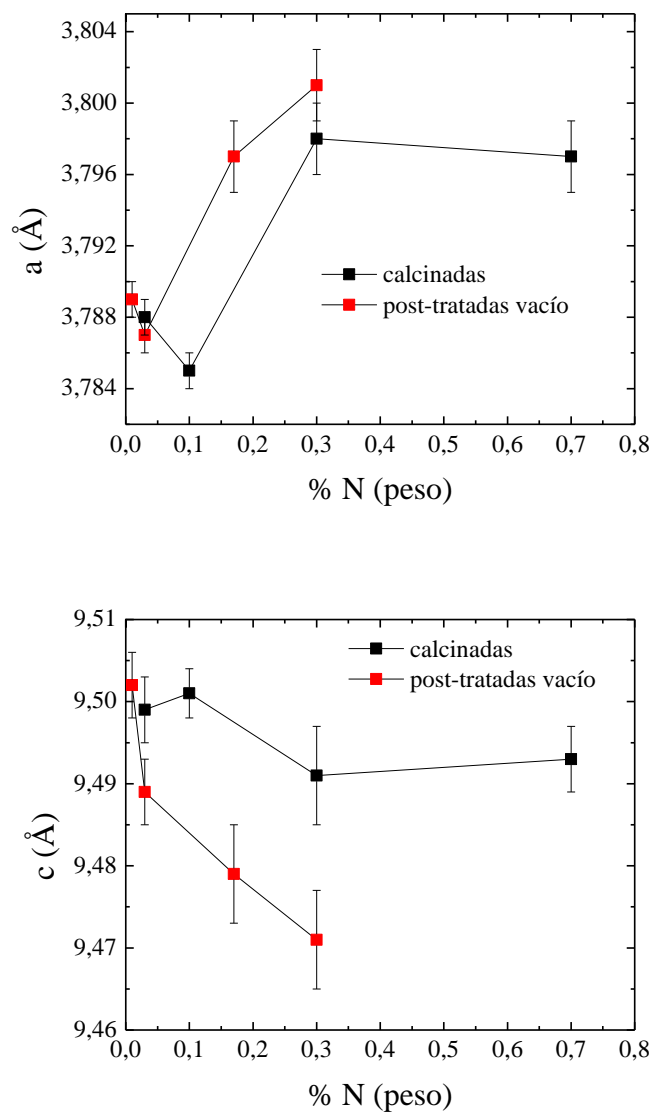 3,804
3,800
3,796
3,792
3,788
3,784
a (Å)
calcinadas
post-tratadas vacío
0,0 0,1 0,2 0,3 0,4 0,5 0,6 0,7 0,8
% N (peso)
9,51
9,50
9,49
9,48
9,47
9,46
c (Å)
calcinadas
post-tratadas vacío
0,0 0,1 0,2 0,3 0,4 0,5 0,6 0,7 0,8
% N (peso)